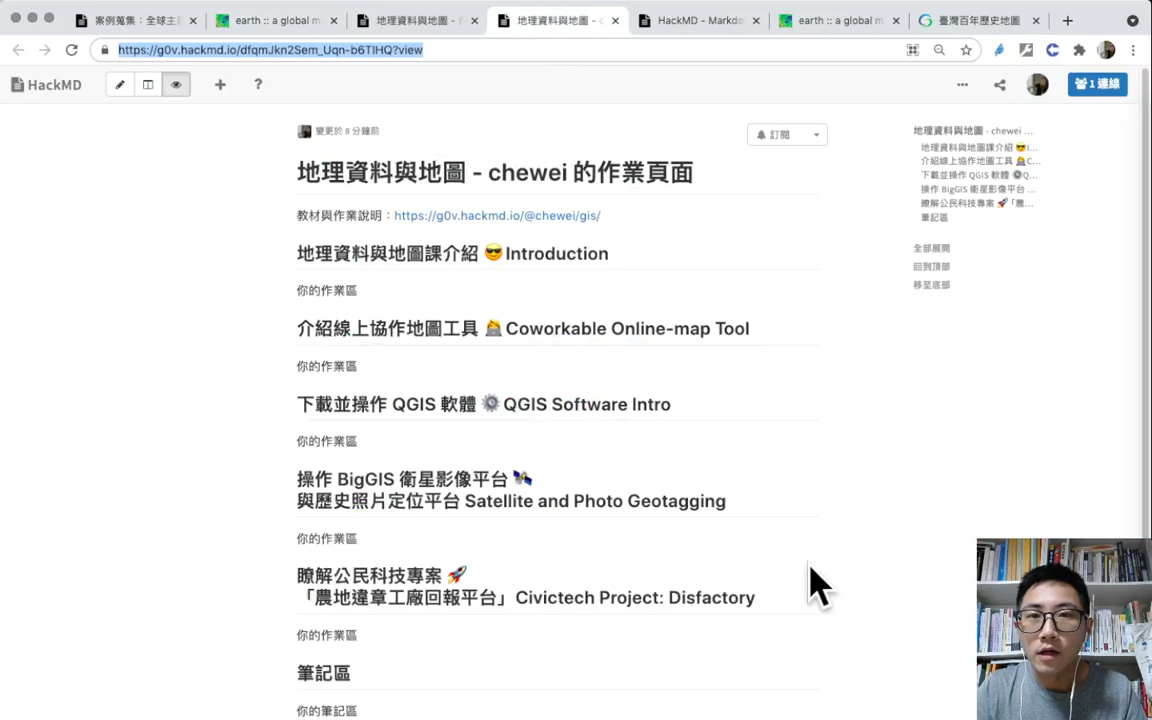 案例蒐集：全球主
earth :: a global m
地理資料與地圖 -
地理資料與地圖 - c
HackMD - Markdo
earth :: a global ma
臺灣百年歷史地圖
https://g0v.hackmd.io/dfqmJkn2Sem_Uqn-b6TlHQ?view
HackMD
1 連線
變更於 8 分鐘前
訂閱
地理資料與地圖 - chewei 的作業頁面
教材與作業說明：https://g0v.hackmd.io/@chewei/gis/
地理資料與地圖課介紹 😎 Introduction
你的作業區
介紹線上協作地圖工具 🙋 Coworkable Online-map Tool
你的作業區
下載並操作 QGIS 軟體 ⚙️ QGIS Software Intro
你的作業區
操作 BigGIS 衛星影像平台 🛰️
與歷史照片定位平台 Satellite and Photo Geotagging
你的作業區
瞭解公民科技專案 🚀
「農地違章工廠回報平台」Civictech Project: Disfactory
你的作業區
筆記區
你的筆記區
地理資料與地圖 - chewei ...
地理資料與地圖課介紹 😎I...
介紹線上協作地圖工具 🙋C...
下載並操作 QGIS 軟體 ⚙️Q...
操作 BigGIS 衛星影像平台 ...
瞭解公民科技專案 🚀「農...
筆記區
全部展開
回到頂部
移至底部